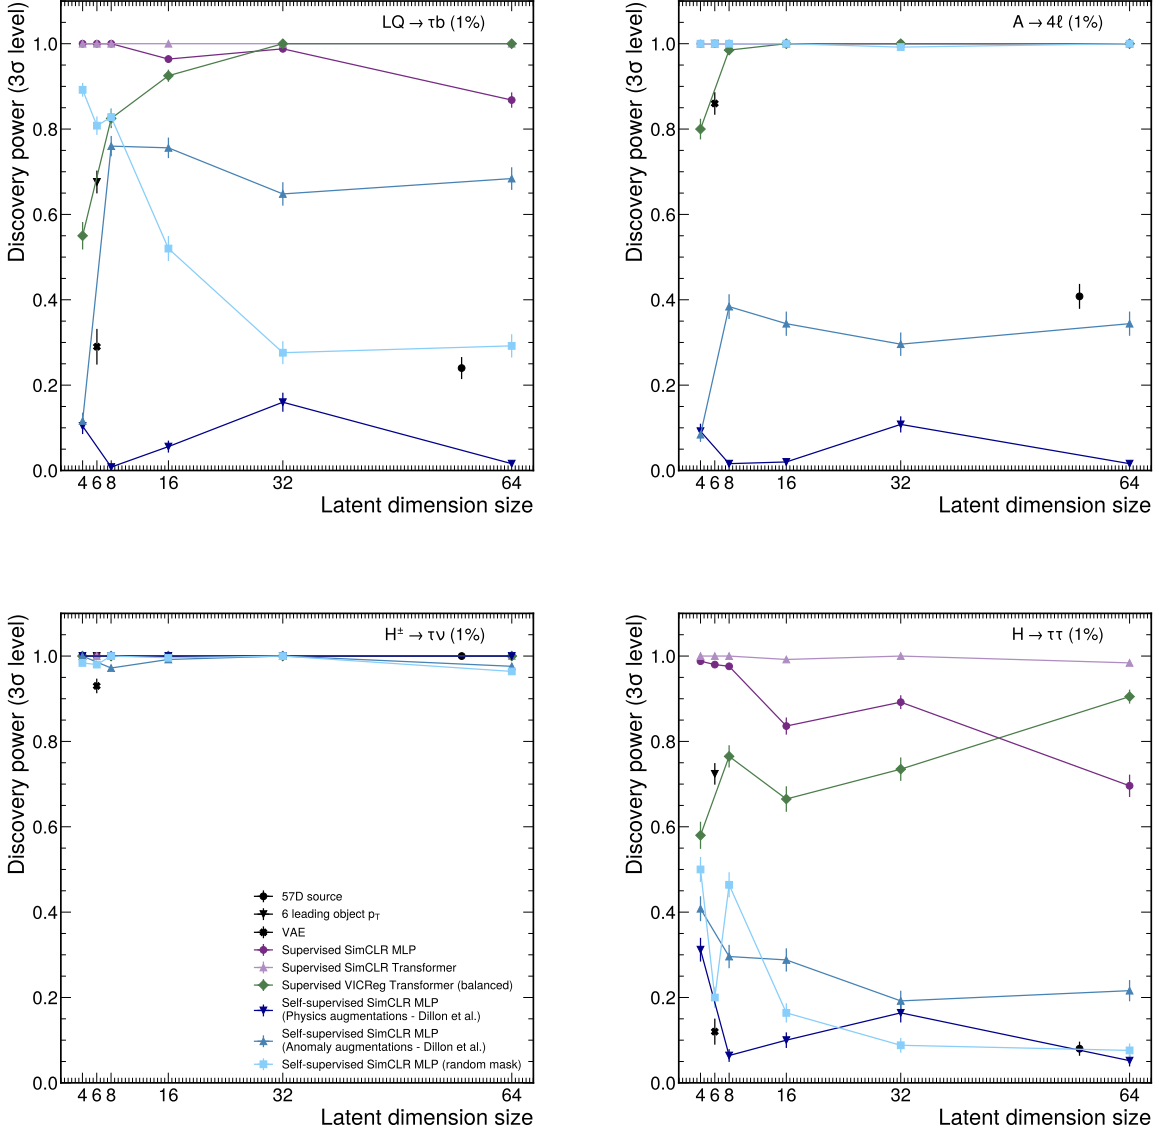 LQ → τb (1%)
Discovery power (3σ level)
1.0
0.8
0.6
0.4
0.2
0.0
4 6 8 16 32 64
Latent dimension size
A → 4ℓ (1%)
Discovery power (3σ level)
1.0
0.8
0.6
0.4
0.2
0.0
4 6 8 16 32 64
Latent dimension size
H± → τν (1%)
Discovery power (3σ level)
1.0
0.8
0.6
0.4
0.2
0.0
57D source
6 leading object pT
VAE
Supervised SimCLR MLP
Supervised SimCLR Transformer
Supervised VICReg Transformer (balanced)
Self-supervised SimCLR MLP
(Physics augmentations - Dillon et al.)
Self-supervised SimCLR MLP
(Anomaly augmentations - Dillon et al.)
Self-supervised SimCLR MLP (random mask)
4 6 8 16 32 64
Latent dimension size
H → ττ (1%)
Discovery power (3σ level)
1.0
0.8
0.6
0.4
0.2
0.0
4 6 8 16 32 64
Latent dimension size